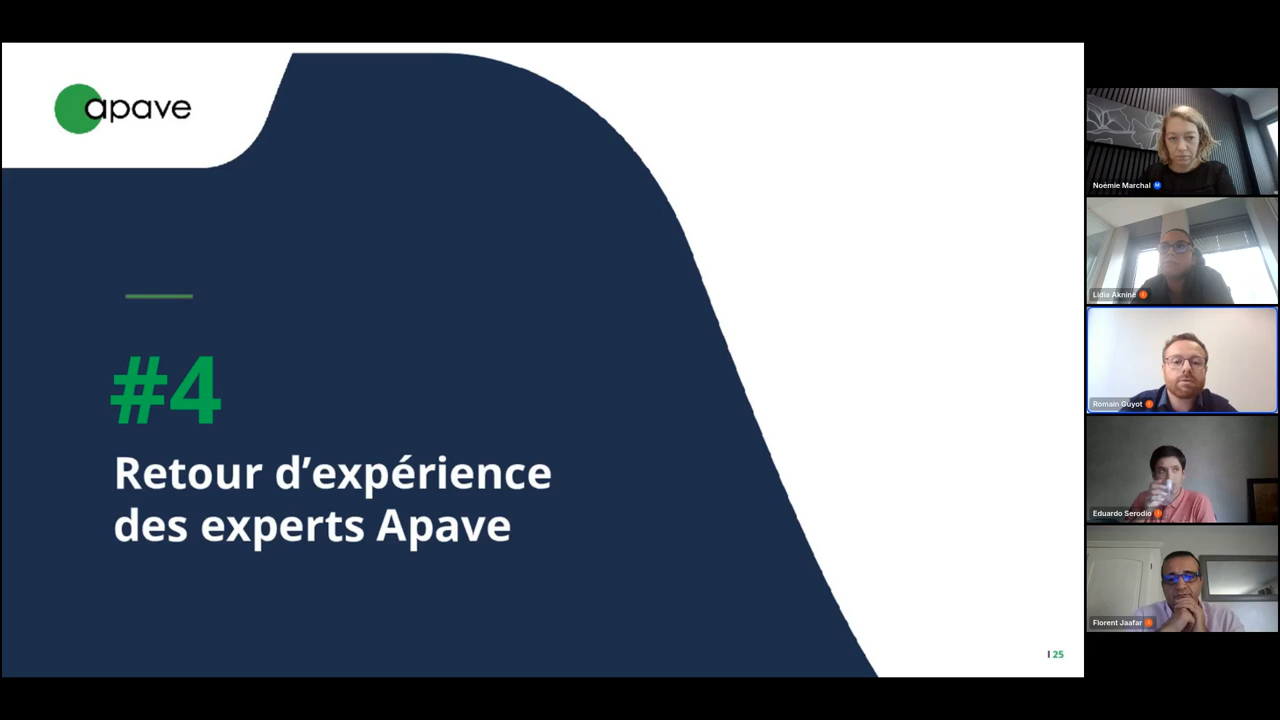 apave
#4
Retour d’expérience
des experts Apave
I 25
Noémie Marchal
Lidia Aknine
Romain Guyot
Eduardo Serodio
Florent Jaafar